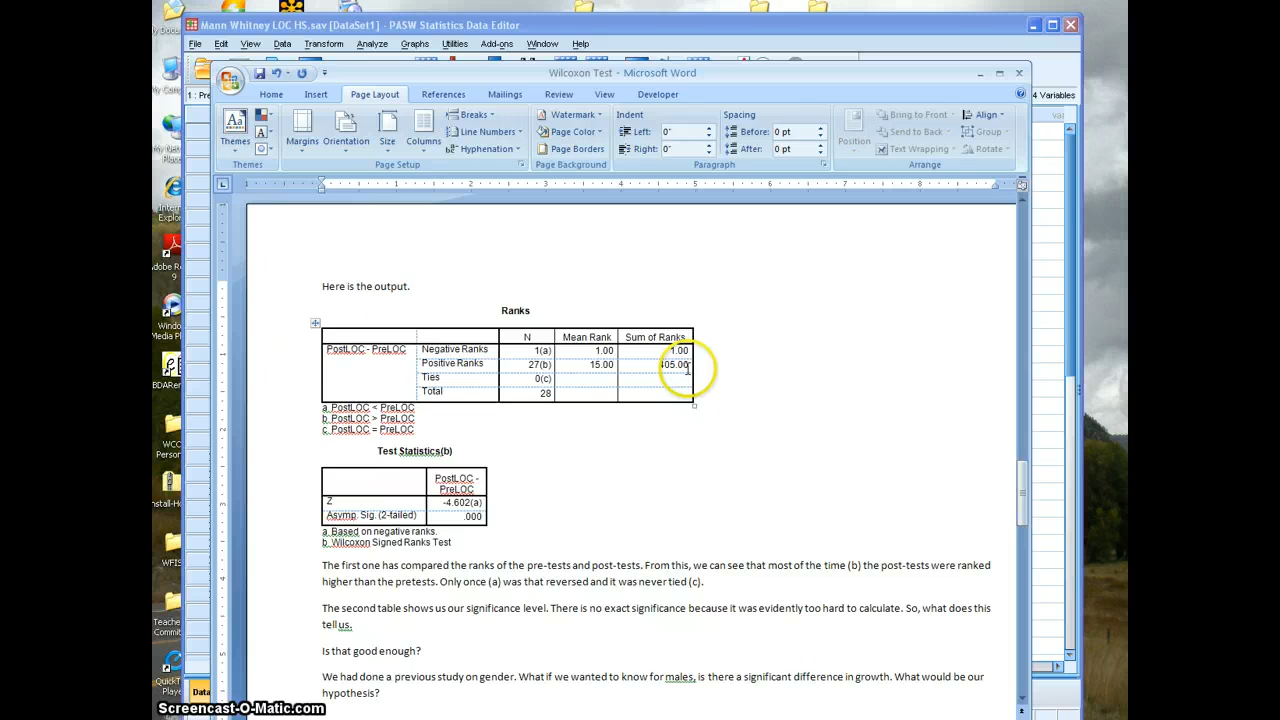 Mann Whitney LOC HS.sav [DataSet1] - PASW Statistics Data Editor
File Edit View Data Transform Analyze Graphs Utilities Add-ons Window Help
Wilcoxon Test - Microsoft Word
Home Insert Page Layout References Mailings Review View Developer
4 Variables
Themes Margins Orientation Size Columns
Breaks
Line Numbers
Hyphenation
Watermark
Page Color
Page Borders
Indent
Left: 0"
Right: 0"
Spacing
Before: 0 pt
After: 0 pt
Position
Bring to Front
Send to Back
Text Wrapping
Align
Group
Rotate
Themes Page Setup Page Background Paragraph Arrange
Here is the output.
Ranks
N Mean Rank Sum of Ranks
PostLOC - PreLOC Negative Ranks 1(a) 1.00 1.00
Positive Ranks 27(b) 15.00 405.00
Ties 0(c)
Total 28
a PostLOC < PreLOC
b PostLOC > PreLOC
c PostLOC = PreLOC
Test Statistics(b)
PostLOC -
PreLOC
Z -4.602(a)
Asymp. Sig. (2-tailed) .000
a Based on negative ranks.
b Wilcoxon Signed Ranks Test
The first one has compared the ranks of the pre-tests and post-tests. From this, we can see that most of the time (b) the post-tests were ranked
higher than the pretests. Only once (a) was that reversed and it was never tied (c).
The second table shows us our significance level. There is no exact significance because it was evidently too hard to calculate. So, what does this
tell us.
Is that good enough?
We had done a previous study on gender. What if we wanted to know for males, is there a significant difference in growth. What would be our
hypothesis?
Data
Screencast-O-Matic.com